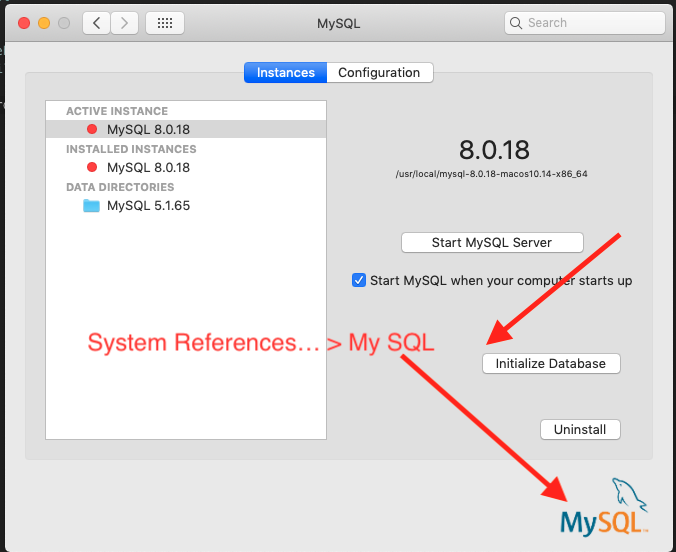 MySQL
Search
Instances
Configuration
ACTIVE INSTANCE
MySQL 8.0.18
INSTALLED INSTANCES
MySQL 8.0.18
DATA DIRECTORIES
MySQL 5.1.65
8.0.18
/usr/local/mysql-8.0.18-macos10.14-x86_64
Start MySQL Server
Start MySQL when your computer starts up
System References... > My SQL
Initialize Database
Uninstall
MySQL